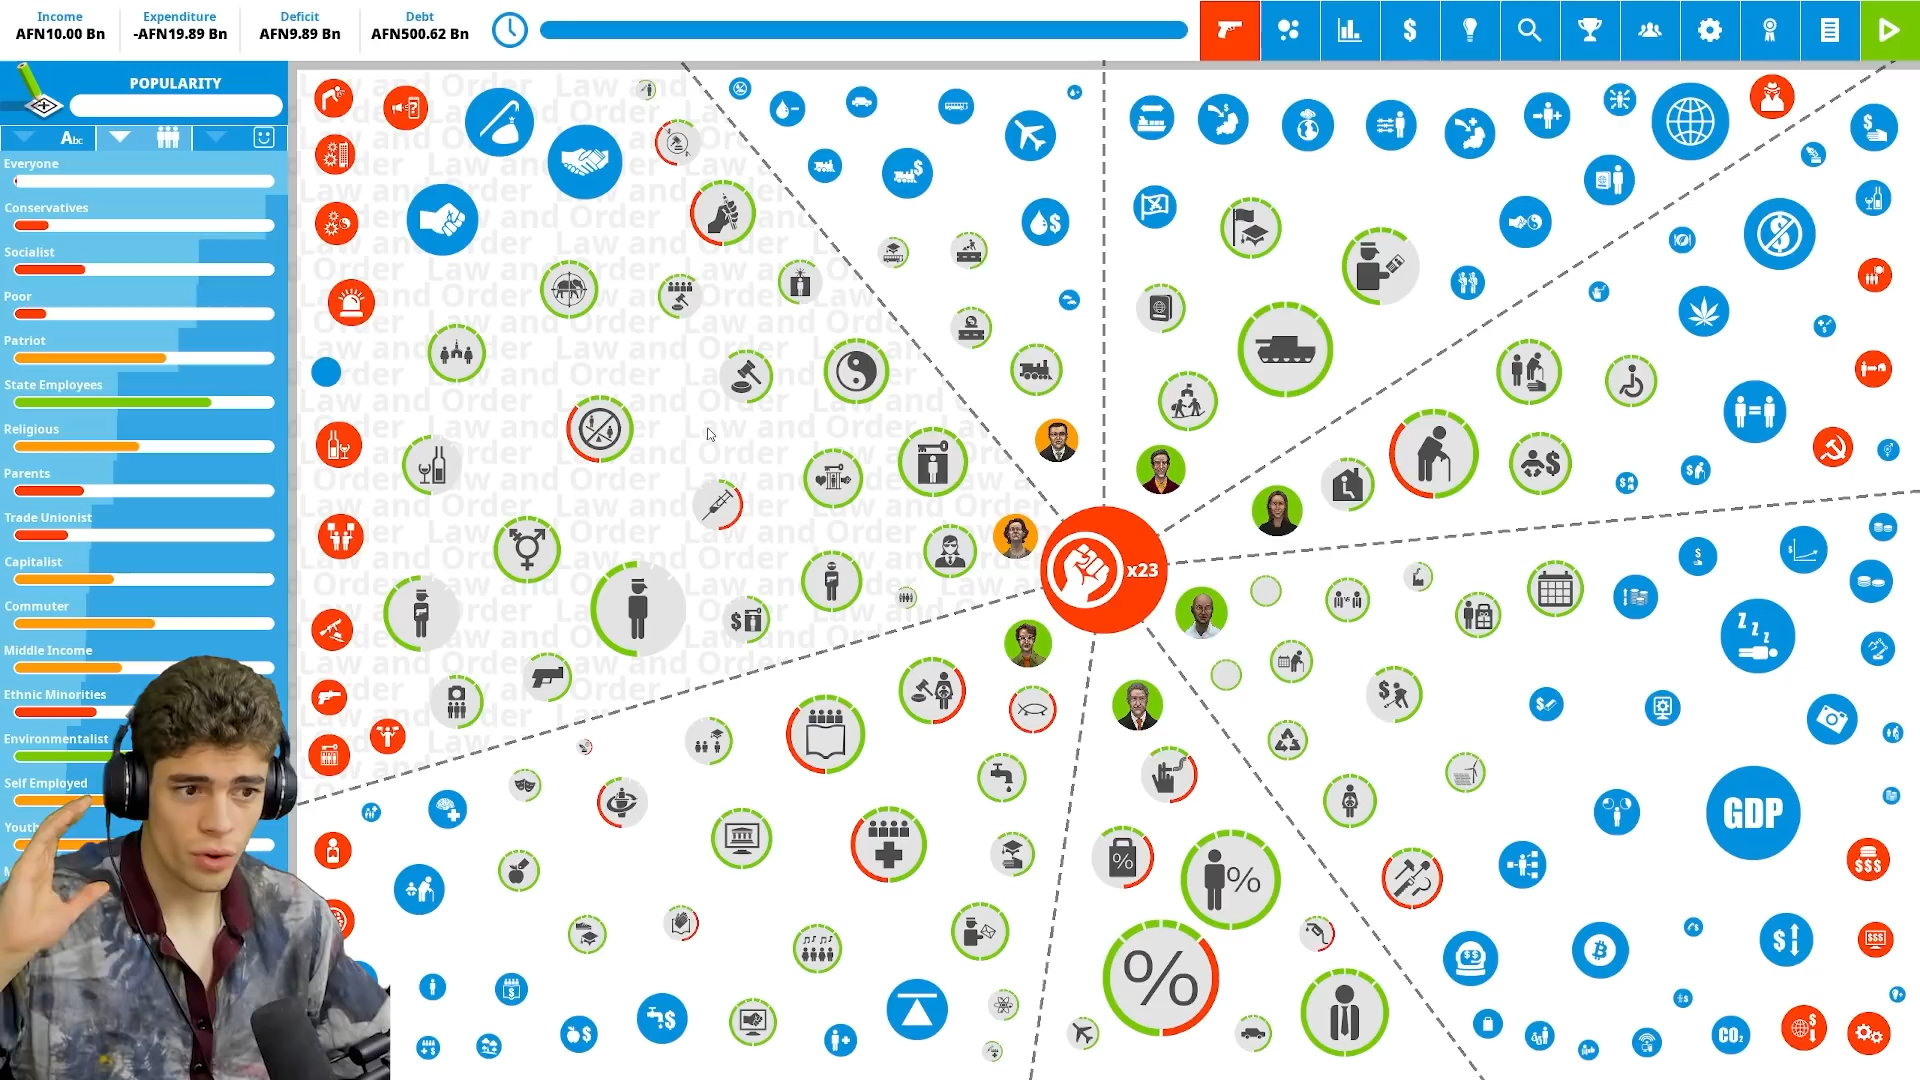 Income
AFN10.00 Bn
Expenditure
-AFN19.89 Bn
Deficit
AFN9.89 Bn
Debt
AFN500.62 Bn
POPULARITY
Abc
Everyone
Conservatives
Socialist
Poor
Patriot
State Employees
Religious
Parents
Trade Unionist
Capitalist
Commuter
Middle Income
Ethnic Minorities
Environmentalist
Self Employed
Youth
Law and Order
x23
GDP
CO₂
Z Z Z
$$$
$$$
%
%
%